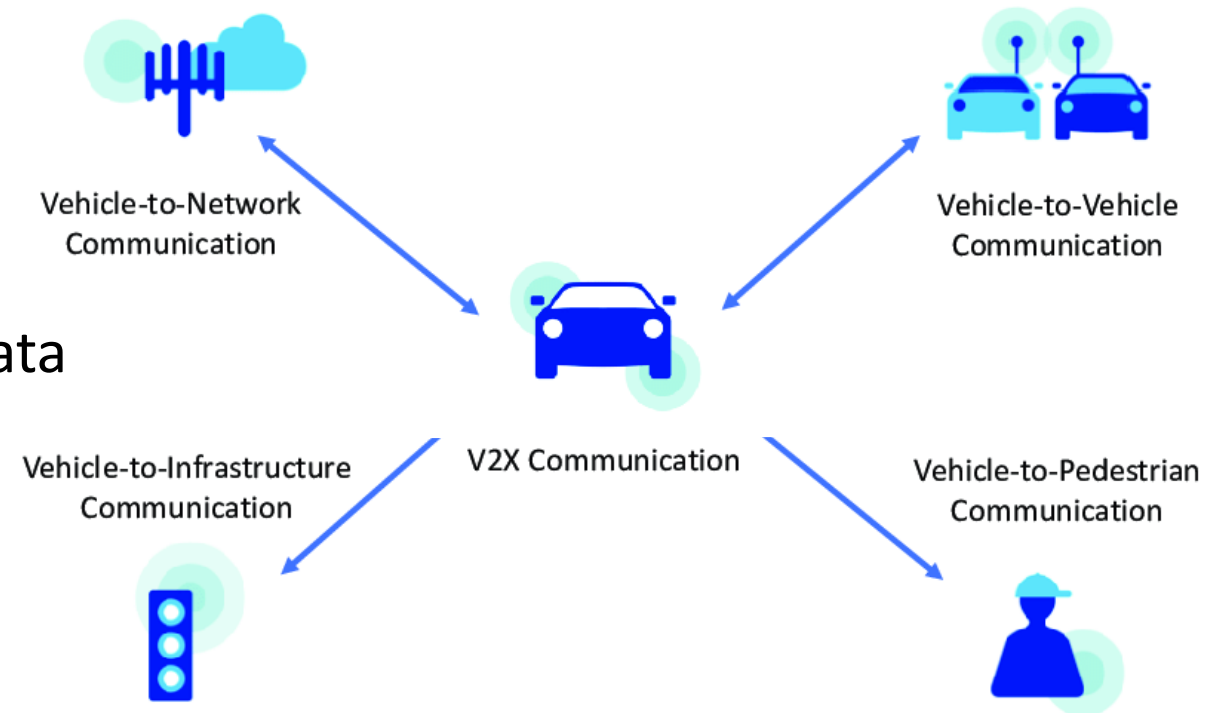 Vehicle-to-Network
Communication
Vehicle-to-Vehicle
Communication
ata
Vehicle-to-Infrastructure
Communication
V2X Communication
Vehicle-to-Pedestrian
Communication